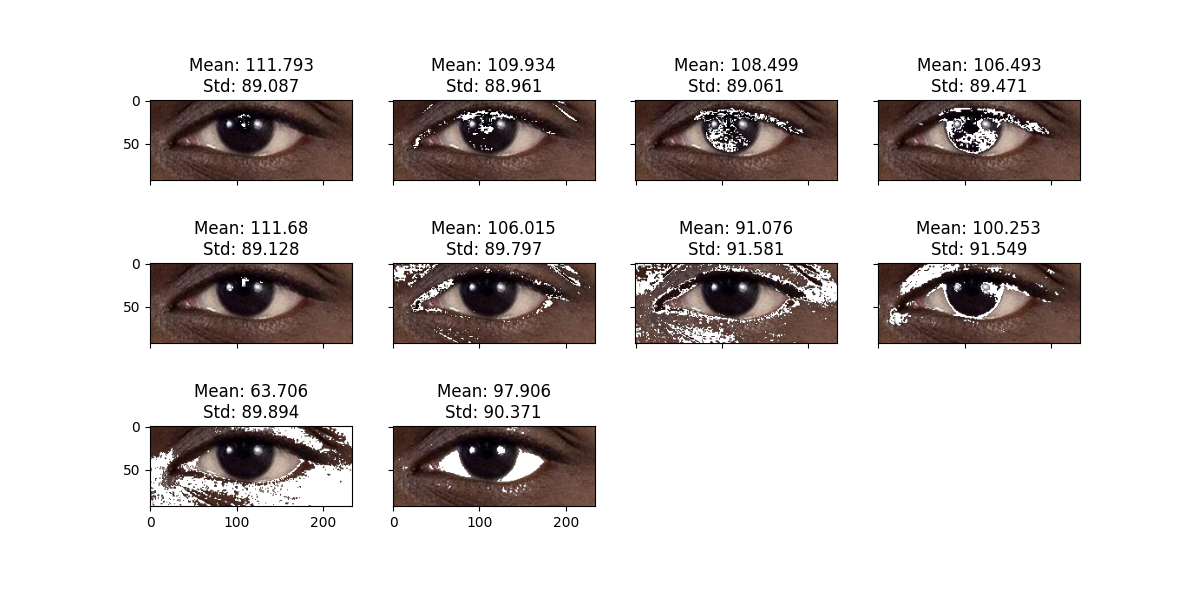 Mean: 111.793
Std: 89.087
Mean: 109.934
Std: 88.961
Mean: 108.499
Std: 89.061
Mean: 106.493
Std: 89.471
0
50
Mean: 111.68
Std: 89.128
Mean: 106.015
Std: 89.797
Mean: 91.076
Std: 91.581
Mean: 100.253
Std: 91.549
0
50
Mean: 63.706
Std: 89.894
Mean: 97.906
Std: 90.371
0
50
0 100 200
0 100 200